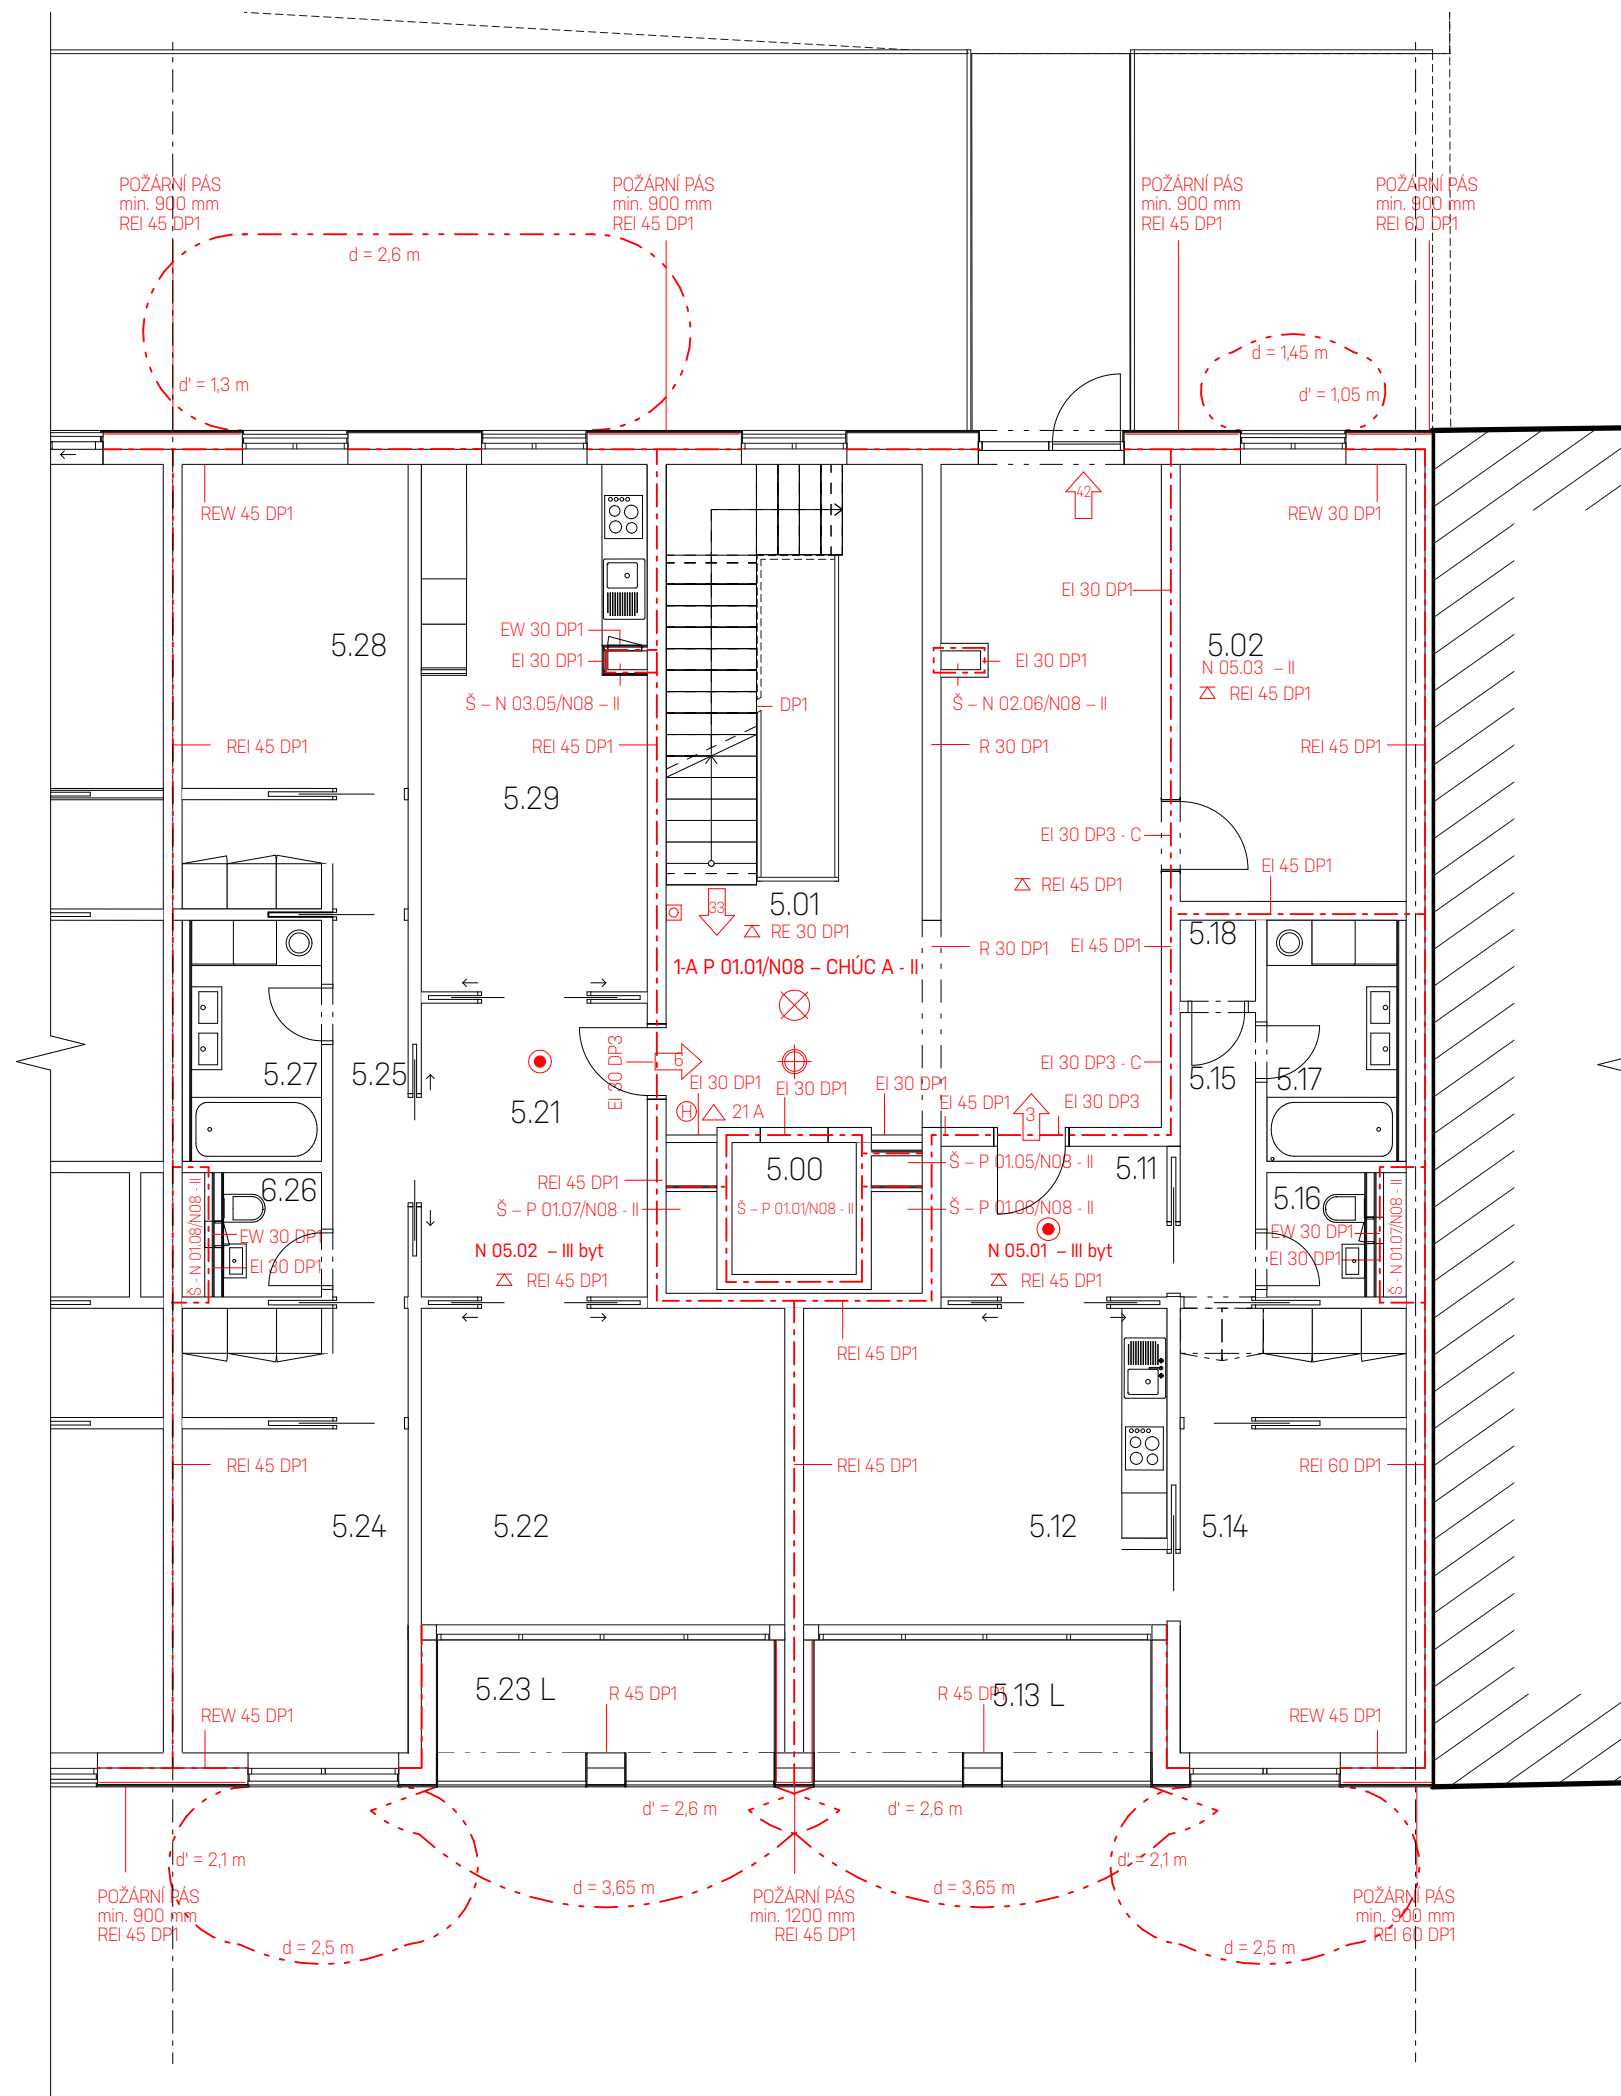 POŽÁRNÍ PÁS
min. 900 mm
REI 45 DP1
POŽÁRNÍ PÁS
min. 900 mm
REI 45 DP1
POŽÁRNÍ PÁS
min. 900 mm
REI 45 DP1
POŽÁRNÍ PÁS
min. 900 mm
REI 60 DP1
d = 2,6 m
d' = 1,3 m
d = 1,45 m
d' = 1,05 m
REW 45 DP1
42
REW 30 DP1
EI 30 DP1
5.28
EW 30 DP1
EI 30 DP1
Š – N 03.05/N08 – II
EI 30 DP1
Š – N 02.06/N08 – II
5.02
N 05.03 – II
REI 45 DP1
DP1
REI 45 DP1
REI 45 DP1
R 30 DP1
REI 45 DP1
5.29
EI 30 DP3 - C
EI 45 DP1
REI 45 DP1
33
5.01
RE 30 DP1
5.18
R 30 DP1
EI 45 DP1
1-A P 01.01/N08 – CHÚC A - II
5.27
5.25
5.21
EI 30 DP3
6
EI 30 DP1
EI 30 DP1
EI 30 DP1
EI 30 DP3 - C
5.15
5.17
H
21 A
EI 45 DP1
3
EI 30 DP3
5.00
Š – P 01.01/N08 - II
Š – P 01.05/N08 - II
5.11
6.26
REI 45 DP1
Š – P 01.07/N08 - II
Š – P 01.06/N08 - II
5.16
Š - N 01.08/N08 - II
EW 30 DP1
EI 30 DP1
N 05.02 – III byt
REI 45 DP1
N 05.01 – III byt
REI 45 DP1
EW 30 DP1
EI 30 DP1
Š - N 01.07/N08 - II
REI 45 DP1
REI 45 DP1
REI 45 DP1
REI 60 DP1
5.24
5.22
5.12
5.14
5.23 L
R 45 DP1
R 45 DP1
5.13 L
REW 45 DP1
REW 45 DP1
d' = 2,6 m
d' = 2,6 m
d' = 2,1 m
d' = 2,1 m
d = 3,65 m
d = 3,65 m
POŽÁRNÍ PÁS
min. 900 mm
REI 45 DP1
POŽÁRNÍ PÁS
min. 1200 mm
REI 45 DP1
POŽÁRNÍ PÁS
min. 900 mm
REI 60 DP1
d = 2,5 m
d = 2,5 m